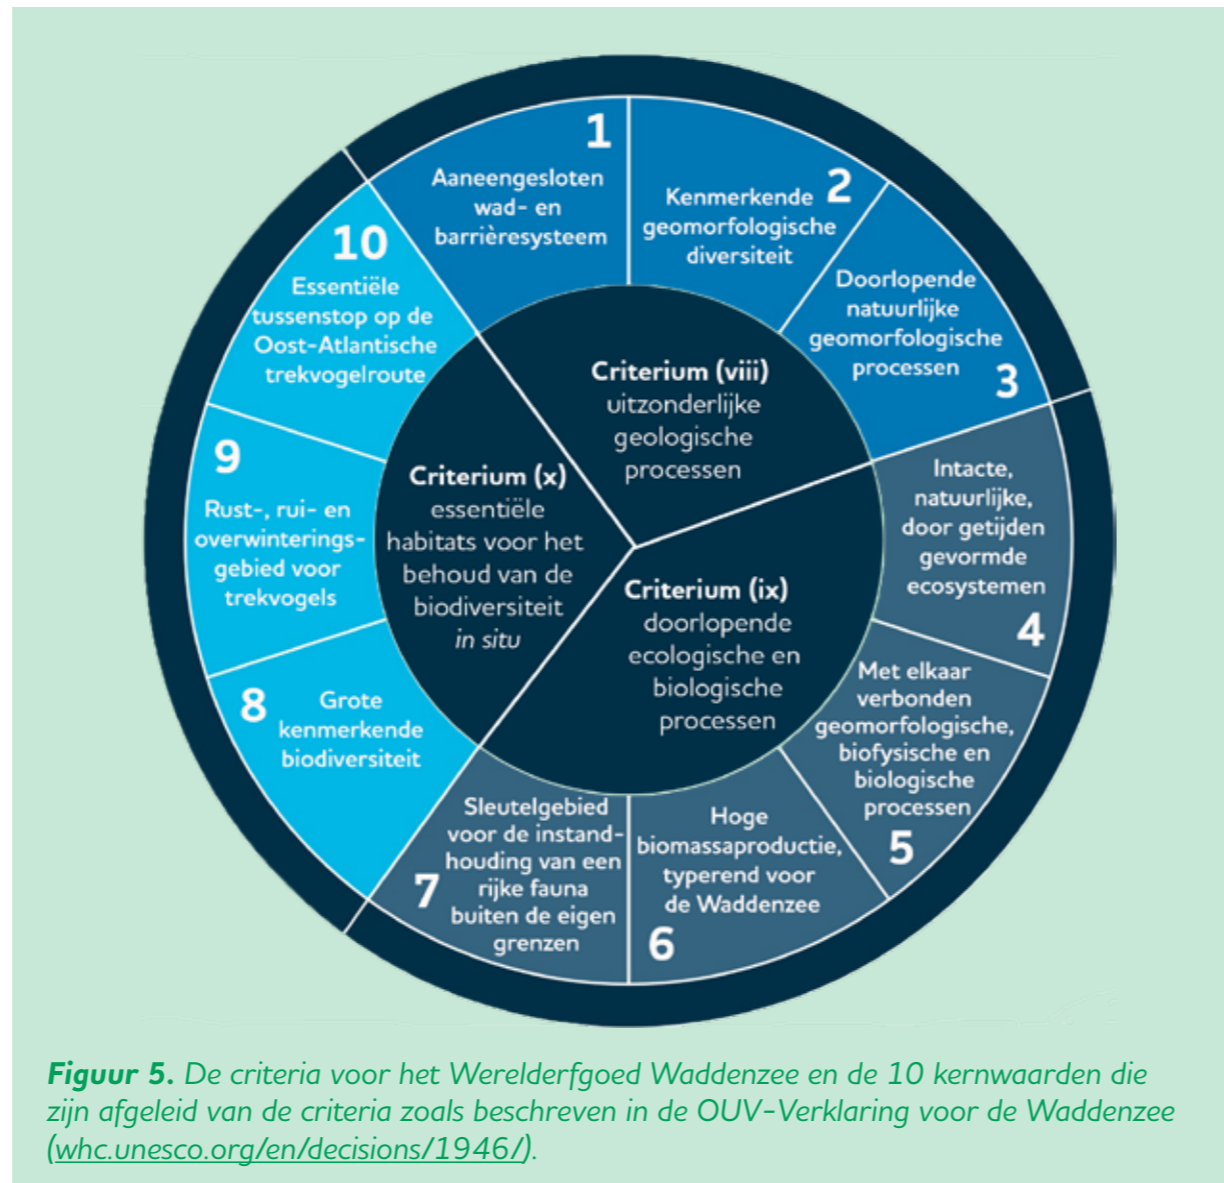 1
Aaneengesloten
wad- en
barrièresysteem
2
Kenmerkende
geomorfologische
diversiteit
Doorlopende
natuurlijke
geomorfologische
processen
3
Intacte,
natuurlijke,
door getijden
gevormde
ecosystemen
4
Met elkaar
verbonden
geomorfologische,
biofysische en
biologische
processen
5
Hoge
biomassaproductie,
typerend voor
de Waddenzee
6
Sleutelgebied
voor de instand-
houding van een
rijke fauna
buiten de eigen
grenzen
7
8
Grote
kenmerkende
biodiversiteit
9
Rust-, rui- en
overwinterings-
gebied voor
trekvogels
10
Essentiële
tussenstop op de
Oost-Atlantische
trekvogelroute
Criterium (viii)
uitzonderlijke
geologische
processen
Criterium (ix)
doorlopende
ecologische en
biologische
processen
Criterium (x)
essentiële
habitats voor het
behoud van de
biodiversiteit
in situ
Figuur 5. De criteria voor het Werelderfgoed Waddenzee en de 10 kernwaarden die
zijn afgeleid van de criteria zoals beschreven in de OUV-Verklaring voor de Waddenzee
(whc.unesco.org/en/decisions/1946/).